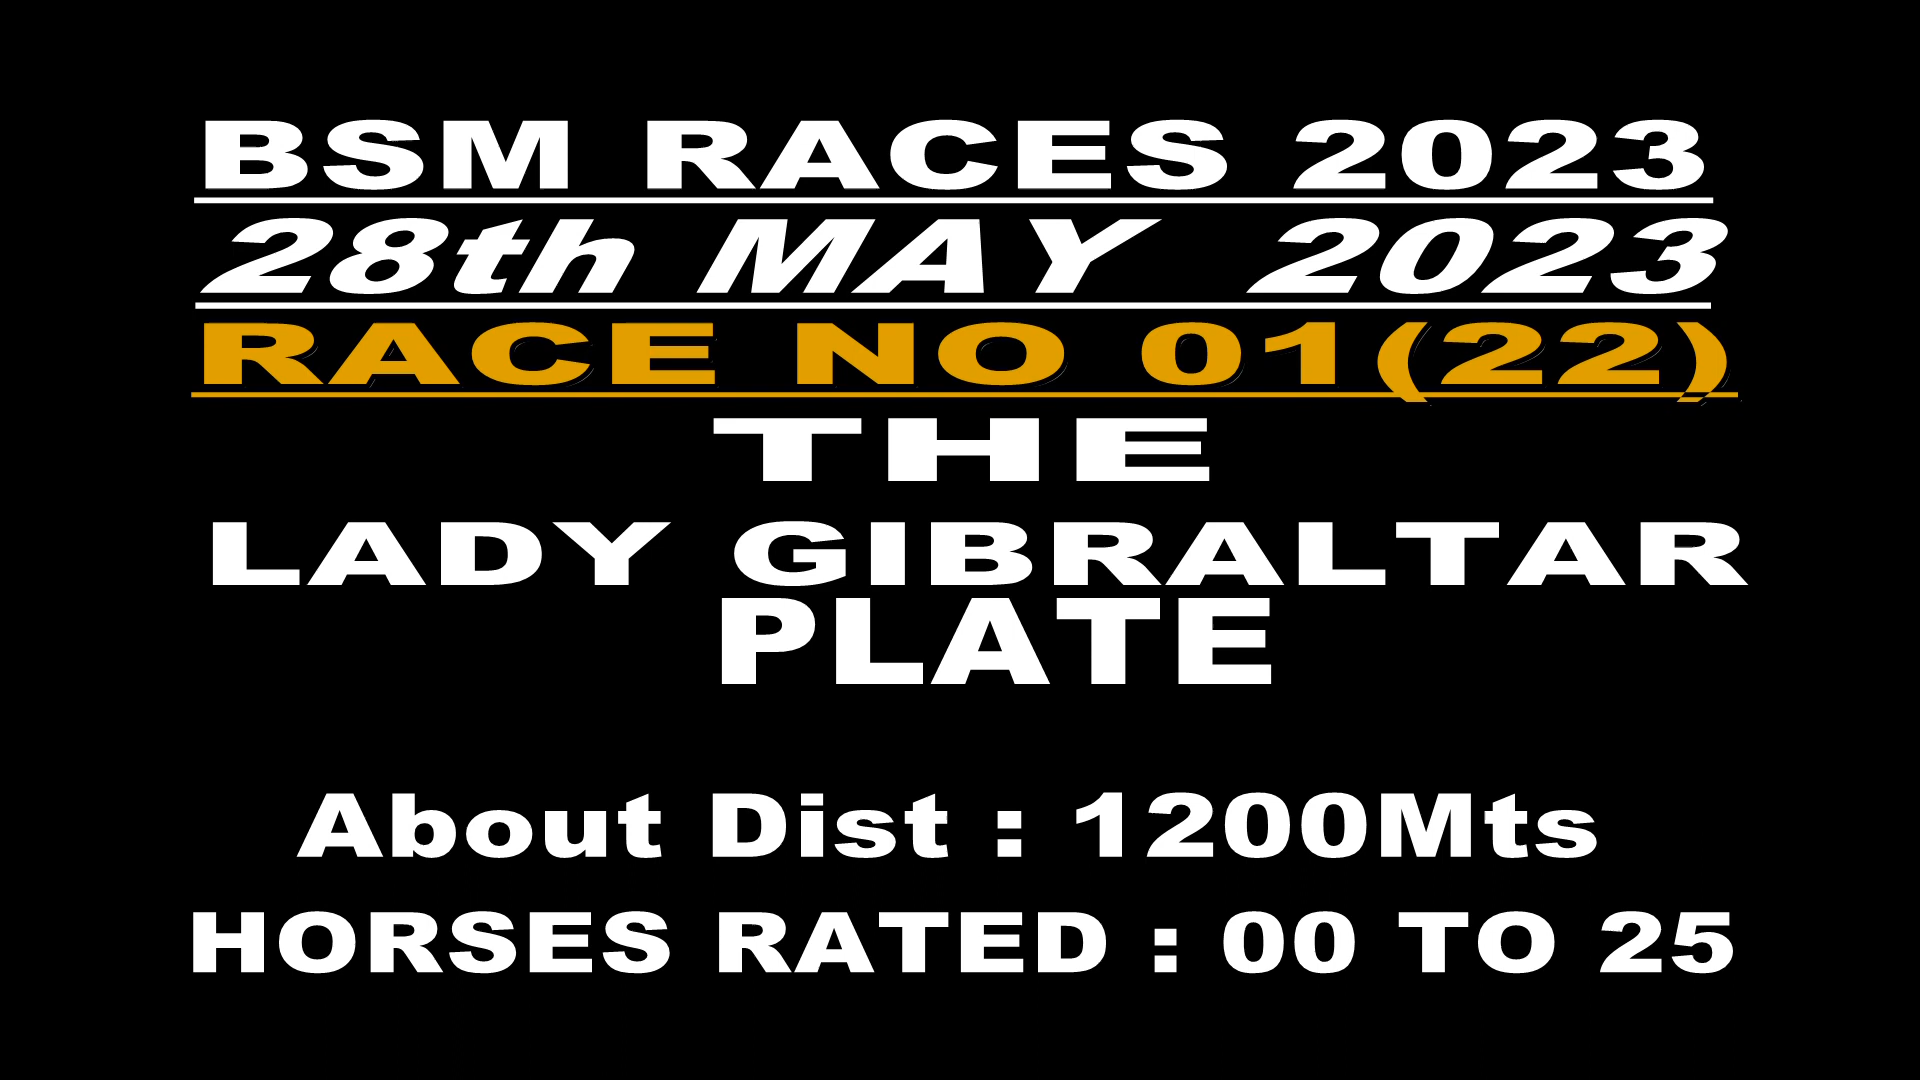 BSM RACES 2023
28th MAY 2023
RACE NO 01(22)
THE
LADY GIBRALTAR
PLATE
About Dist : 1200Mts
HORSES RATED : 00 TO 25